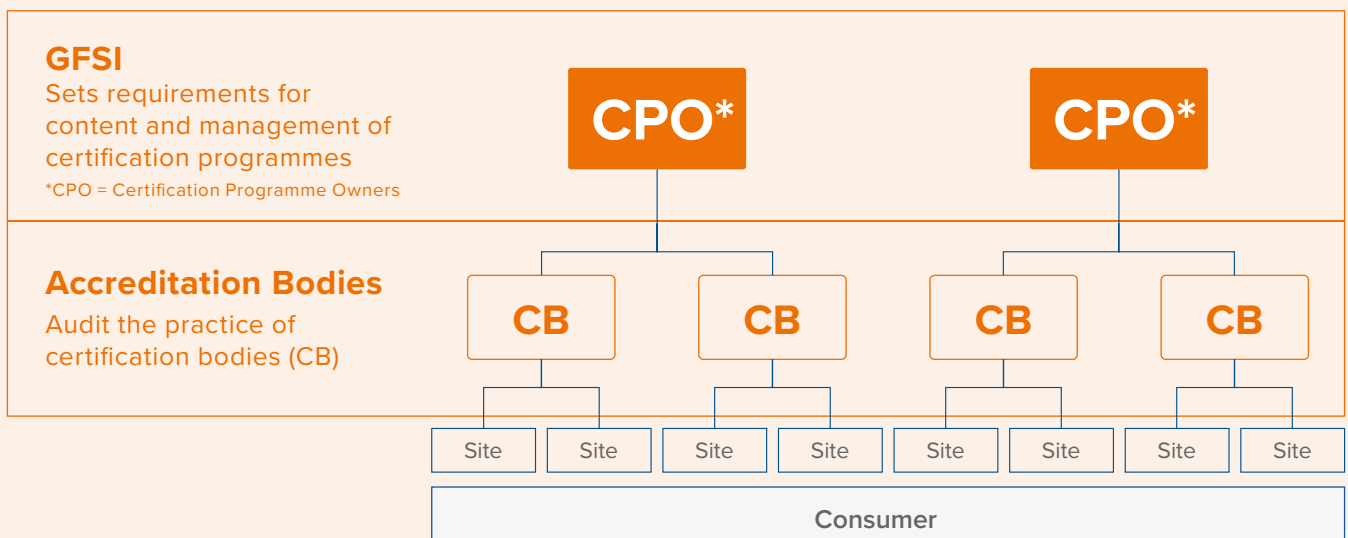 GFSI
Sets requirements for
content and management of
certification programmes
*CPO = Certification Programme Owners
CPO*
CPO*
Accreditation Bodies
Audit the practice of
certification bodies (CB)
CB
CB
CB
CB
Site
Site
Site
Site
Site
Site
Site
Site
Consumer